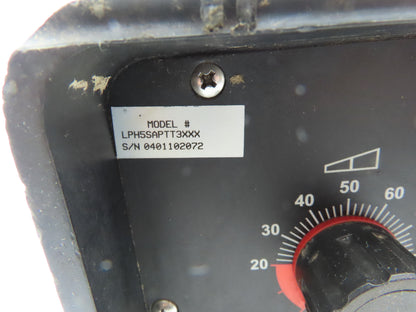 MODEL #
LPH5SAPTT3XXX
S/N 0401102072
50
40
60
30
20